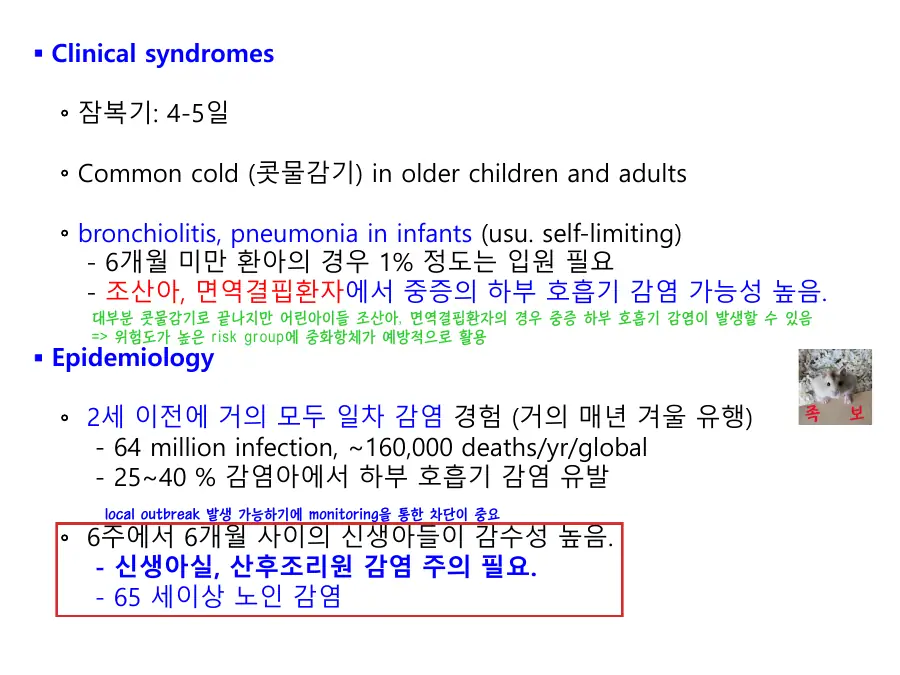 ▪ Clinical syndromes
∘ 잠복기: 4-5일
∘ Common cold (콧물감기) in older children and adults
∘ bronchiolitis, pneumonia in infants (usu. self-limiting)
- 6개월 미만 환아의 경우 1% 정도는 입원 필요
- 조산아, 면역결핍환자에서 중증의 하부 호흡기 감염 가능성 높음.
대부분 콧물감기로 끝나지만 어린아이들 조산아, 면역결핍환자의 경우 중증 하부 호흡기 감염이 발생할 수 있음
=> 위험도가 높은 risk group에 중화항체가 예방적으로 활용
▪ Epidemiology
족 보
∘ 2세 이전에 거의 모두 일차 감염 경험 (거의 매년 겨울 유행)
- 64 million infection, ~160,000 deaths/yr/global
- 25~40 % 감염아에서 하부 호흡기 감염 유발
local outbreak 발생 가능하기에 monitoring을 통한 차단이 중요
∘ 6주에서 6개월 사이의 신생아들이 감수성 높음.
- 신생아실, 산후조리원 감염 주의 필요.
- 65 세이상 노인 감염